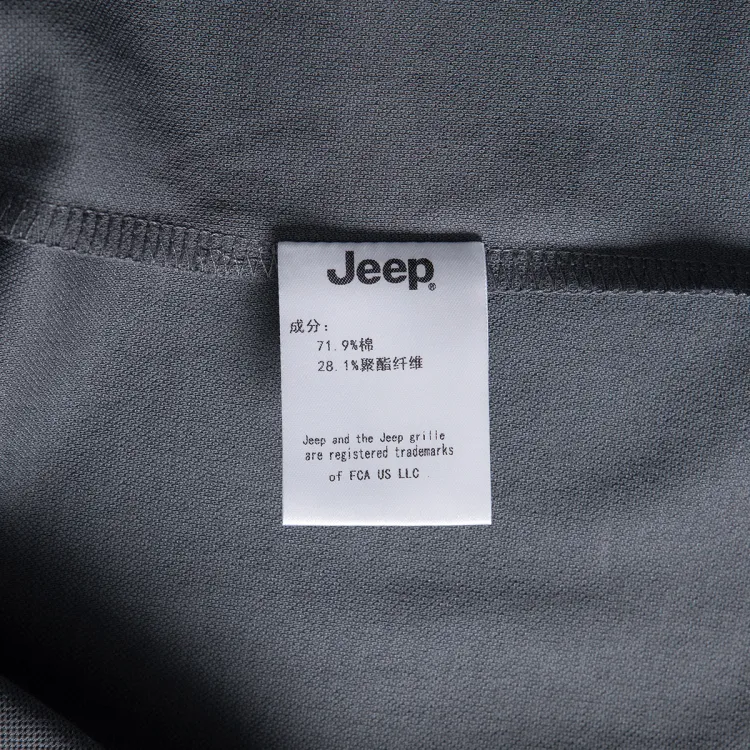 Jeep®
成分:
71.9%棉
28.1%聚酯纤维
Jeep and the Jeep grille
are registered trademarks
of FCA US LLC